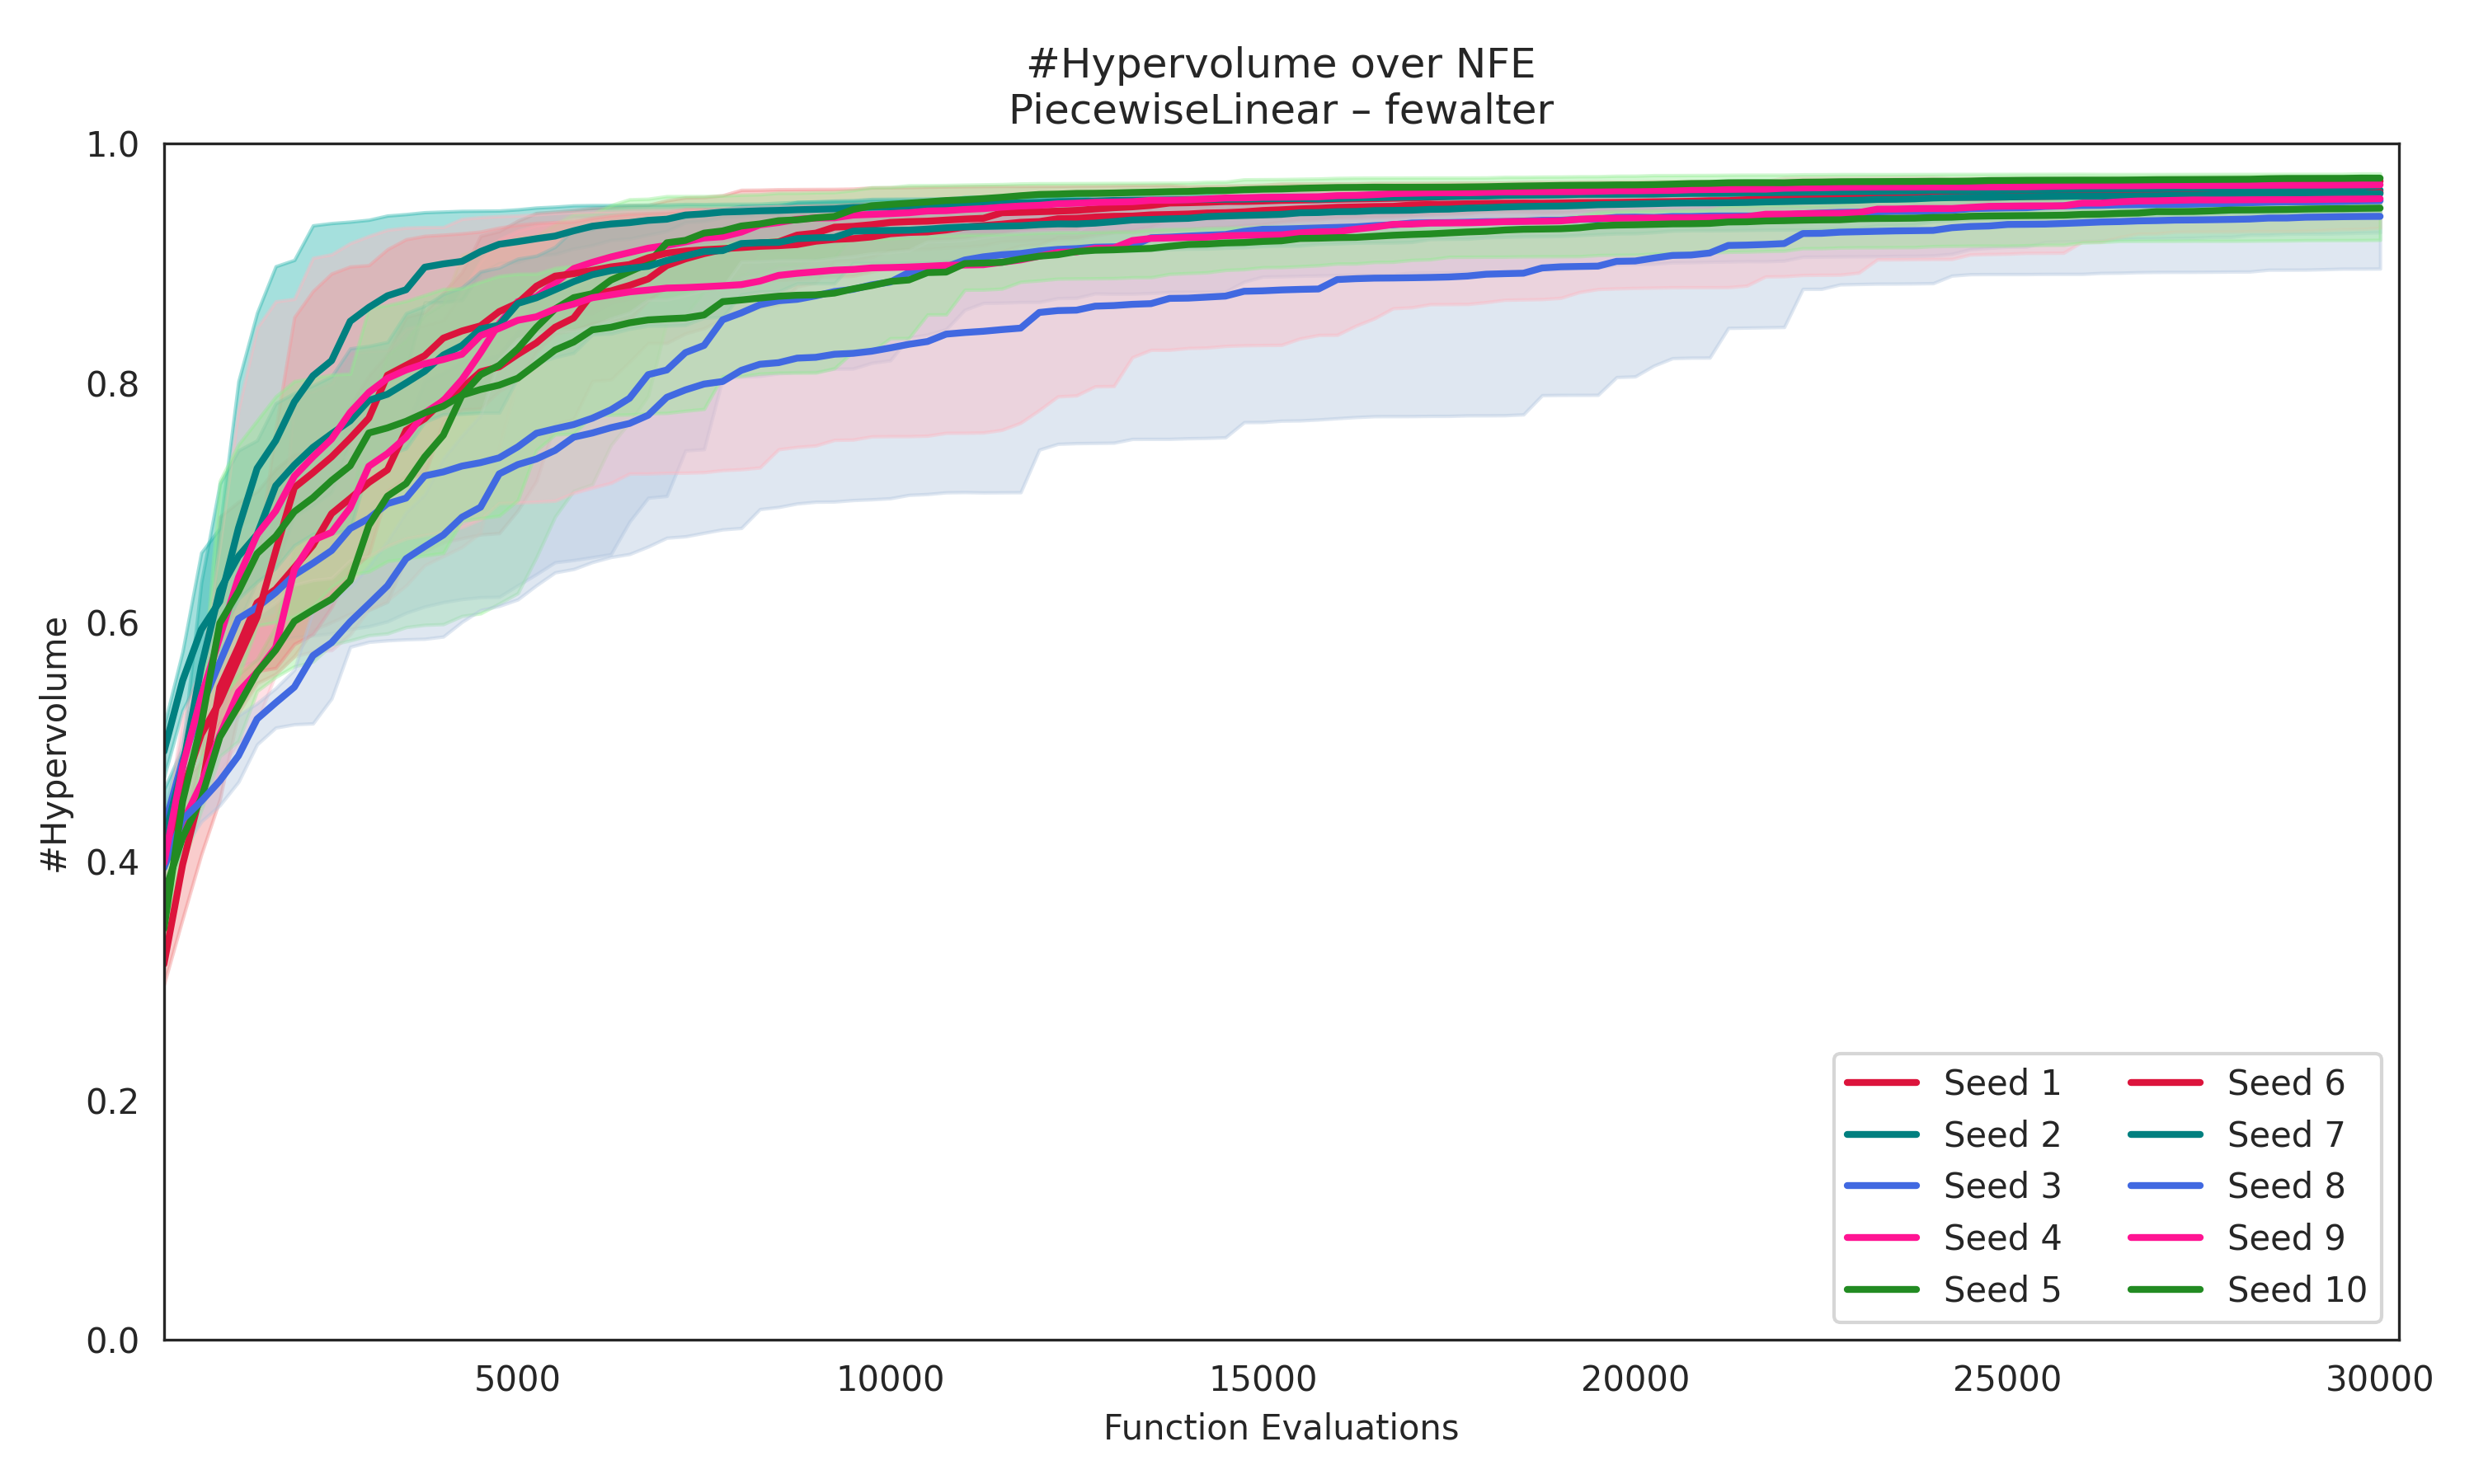 #Hypervolume over NFE
PiecewiseLinear – fewalter
#Hypervolume
1.0
0.8
0.6
0.4
0.2
0.0
5000
10000
15000
20000
25000
30000
Function Evaluations
Seed 1
Seed 2
Seed 3
Seed 4
Seed 5
Seed 6
Seed 7
Seed 8
Seed 9
Seed 10